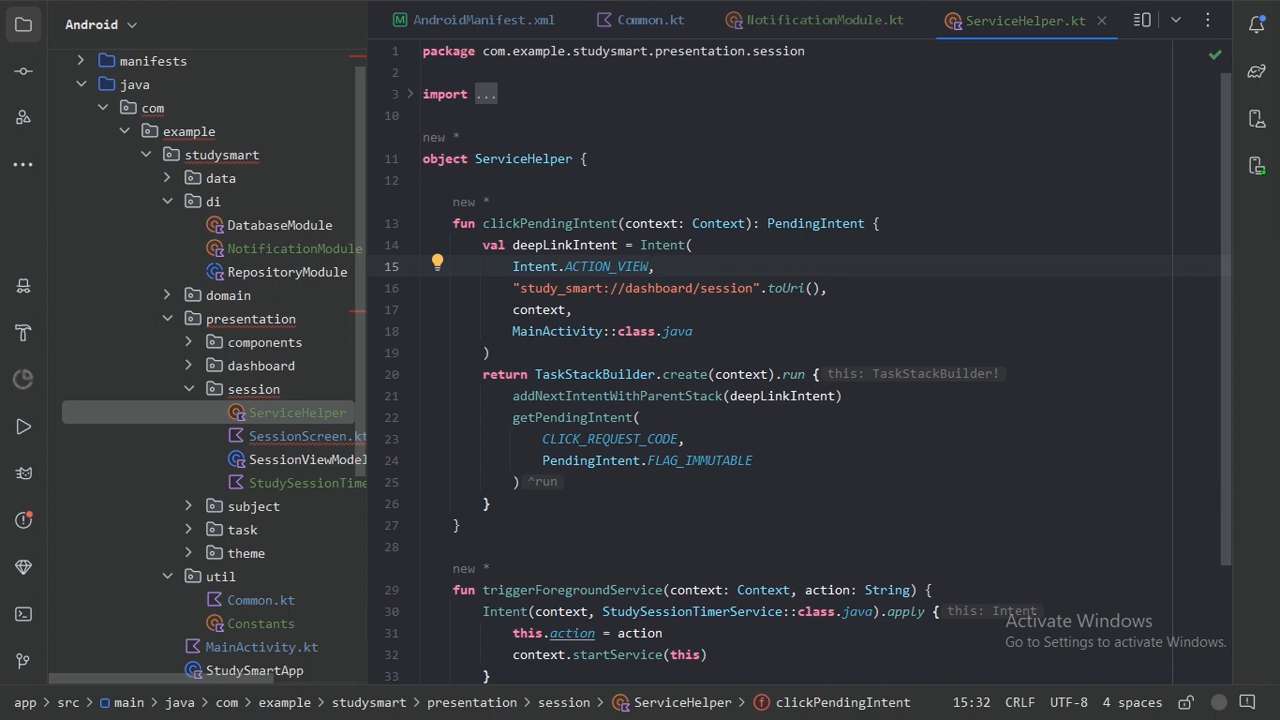 Android
AndroidManifest.xml
Common.kt
NotificationModule.kt
ServiceHelper.kt
manifests
java
com
example
studysmart
data
di
DatabaseModule
NotificationModule
RepositoryModule
domain
presentation
components
dashboard
session
ServiceHelper
SessionScreen.kt
SessionViewModel
StudySessionTime
subject
task
theme
util
Common.kt
Constants
MainActivity.kt
StudySmartApp
1 package com.example.studysmart.presentation.session
2
3 import ...
10
new *
11 object ServiceHelper {
12
new *
13 fun clickPendingIntent(context: Context): PendingIntent {
14 val deepLinkIntent = Intent(
15 Intent.ACTION_VIEW,
16 "study_smart://dashboard/session".toUri(),
17 context,
18 MainActivity::class.java
19 )
20 return TaskStackBuilder.create(context).run { this: TaskStackBuilder!
21 addNextIntentWithParentStack(deepLinkIntent)
22 getPendingIntent(
23 CLICK_REQUEST_CODE,
24 PendingIntent.FLAG_IMMUTABLE
25 ) ^run
26 }
27 }
28
new *
29 fun triggerForegroundService(context: Context, action: String) {
30 Intent(context, StudySessionTimerService::class.java).apply { this: Intent
31 this.action = action
32 context.startService(this)
33 }
Activate Windows
Go to Settings to activate Windows.
app > src > main > java > com > example > studysmart > presentation > session > ServiceHelper > clickPendingIntent
15:32 CRLF UTF-8 4 spaces